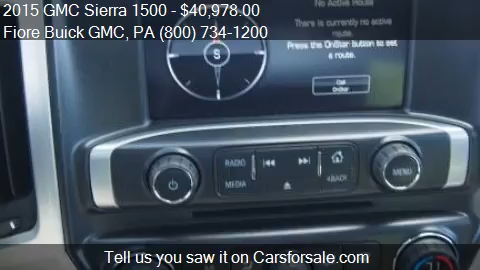 2015 GMC Sierra 1500 - $40,978.00
Fiore Buick GMC, PA (800) 734-1200
No Active Route
There is currently no active
route.
Press the OnStar button to set
a route.
S
Call
OnStar
RADIO
MEDIA
BACK
MENU
Tell us you saw it on Carsforsale.com